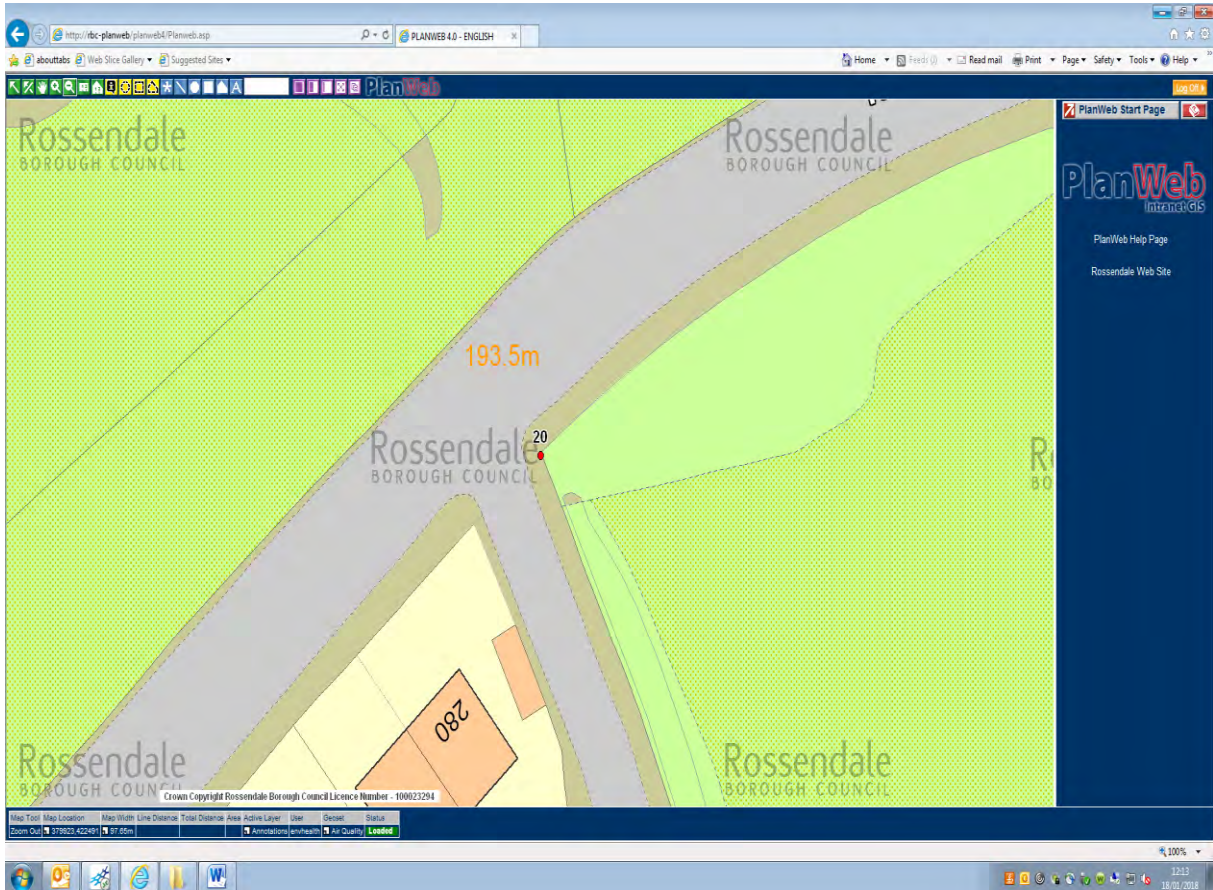 http://rbc-planweb/planweb4/Planweb.asp
PLANWEB 4.0 - ENGLISH
abouttabs Web Slice Gallery Suggested Sites
Home Feeds () Read mail Print Page Safety Tools Help
A PlanWeb
Log Off
PlanWeb Start Page
PlanWeb
Intranet GIS
PlanWeb Help Page
Rossendale Web Site
Rossendale
BOROUGH COUNCIL
Rossendale
BOROUGH COUNCIL
193.5m
20
Rossendale
BOROUGH COUNCIL
R
BO
280
Rossendale
BOROUGH COUNCIL
Rossendale
BOROUGH COUNCIL
Crown Copyright Rossendale Borough Council Licence Number - 100023294
Map Tool Map Location Map Width Line Distance Total Distance Area Active Layer User Geoset Status
Zoom Out 379923,422491 97.65m Annotations envhealth Air Quality Loaded
100%
12:13
18/01/2018